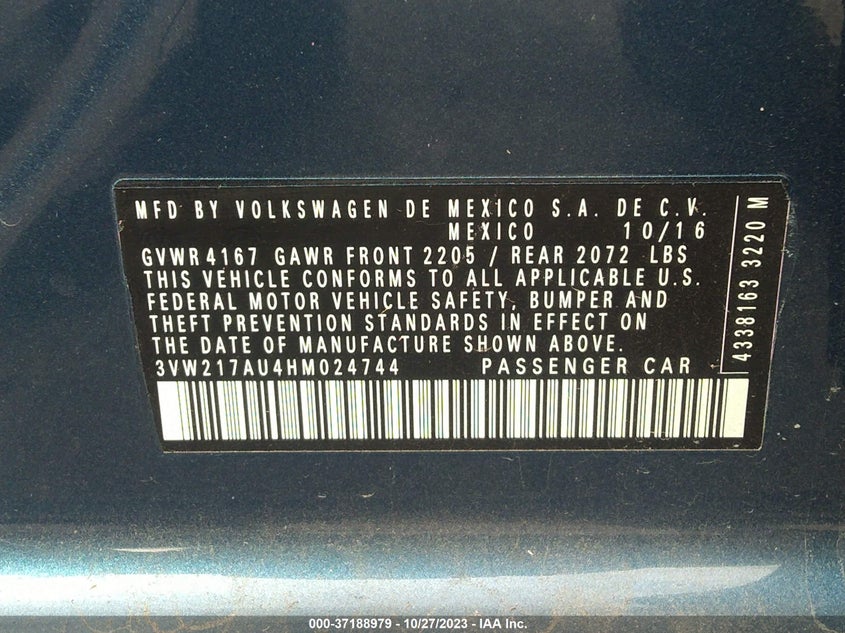 MFD BY VOLKSWAGEN DE MEXICO S.A. DE C.V.
MEXICO 10/16
GVWR 4167 GAWR FRONT 2205 / REAR 2072 LBS
THIS VEHICLE CONFORMS TO ALL APPLICABLE U.S.
FEDERAL MOTOR VEHICLE SAFETY, BUMPER AND
THEFT PREVENTION STANDARDS IN EFFECT ON
THE DATE OF MANUFACTURE SHOWN ABOVE.
3VW217AU4HM024744 PASSENGER CAR
4338163 3220 M
000-37188979 - 10/27/2023 - IAA Inc.